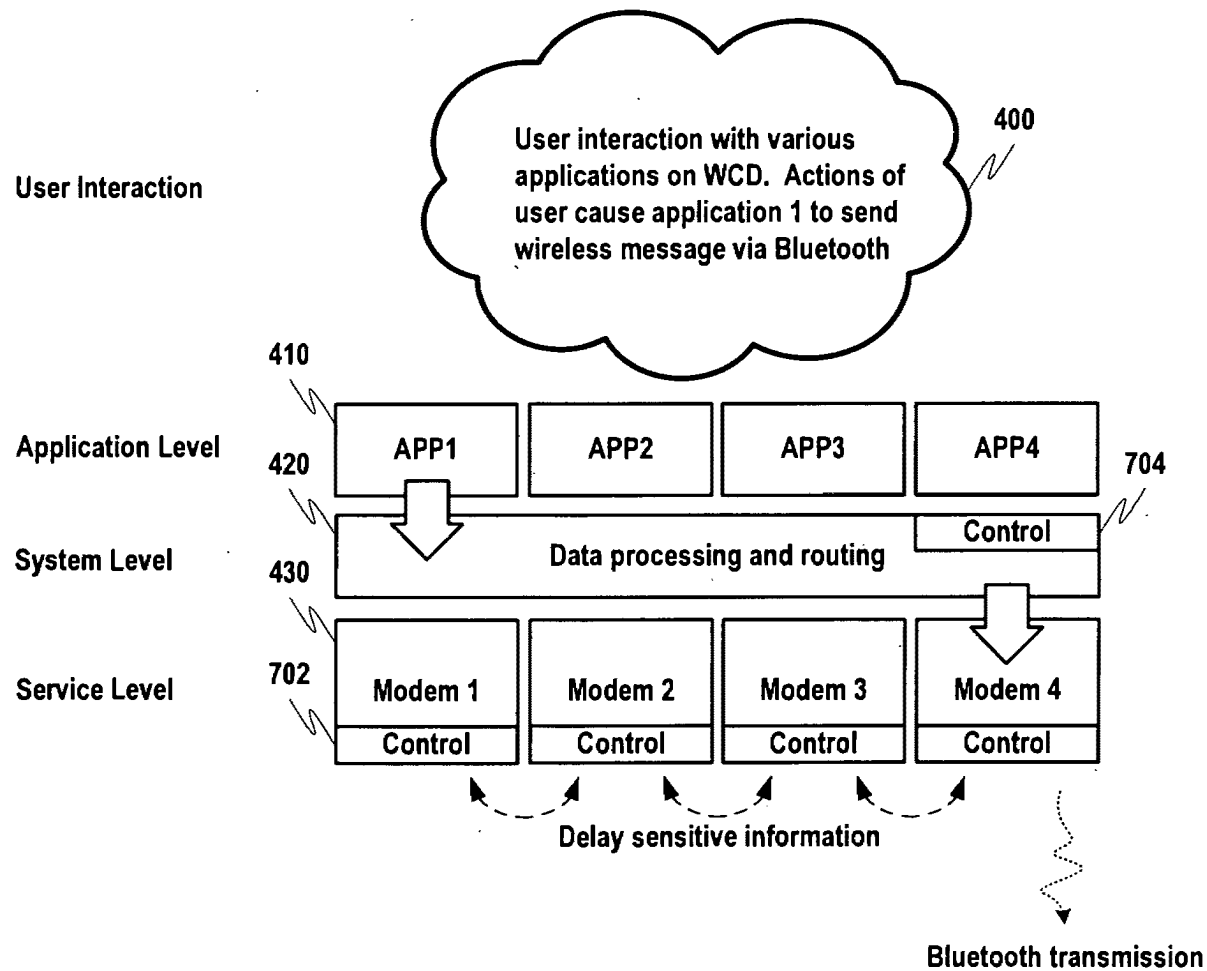 User interaction with various
applications on WCD. Actions of
user cause application 1 to send
wireless message via Bluetooth
400
User Interaction
410
Application Level
APP1
APP2
APP3
APP4
420
704
System Level
Data processing and routing
Control
430
Service Level
702
Modem 1
Modem 2
Modem 3
Modem 4
Control
Control
Control
Control
Delay sensitive information
Bluetooth transmission